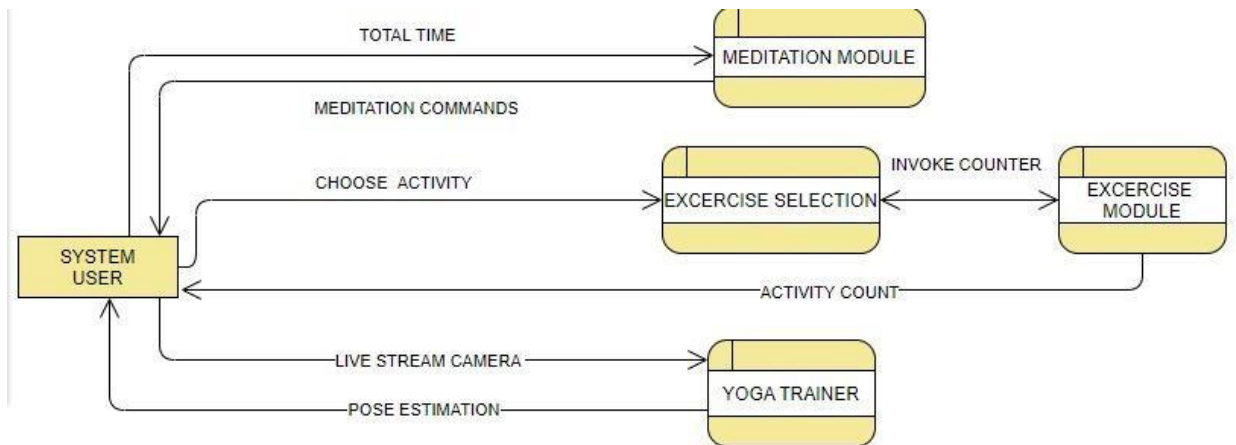 TOTAL TIME
MEDITATION MODULE
MEDITATION COMMANDS
CHOOSE ACTIVITY
EXCERCISE SELECTION
INVOKE COUNTER
EXCERCISE
MODULE
SYSTEM
USER
ACTIVITY COUNT
LIVE STREAM CAMERA
YOGA TRAINER
POSE ESTIMATION